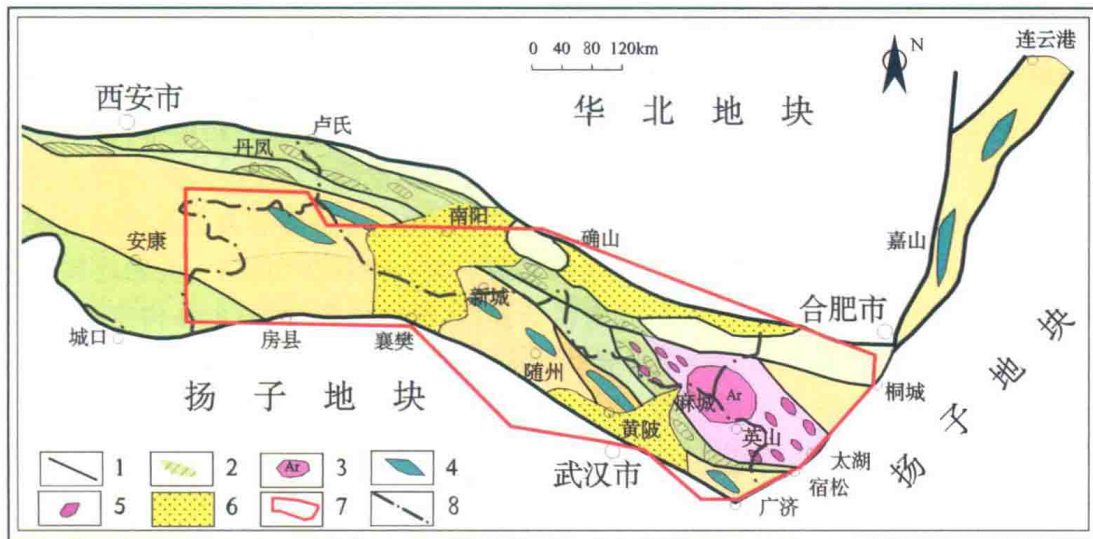 连云港
0 40 80 120km
N
西安市
华北地块
卢氏
丹凤
南阳
确山
嘉山
安康
新城
合肥市
城口
房县
襄樊
随州
桐城
扬子地块
Ar
麻城
黄陂
英山
扬子地块
武汉市
太湖
宿松
广济
1
2
Ar 3
4
5
6
7
8